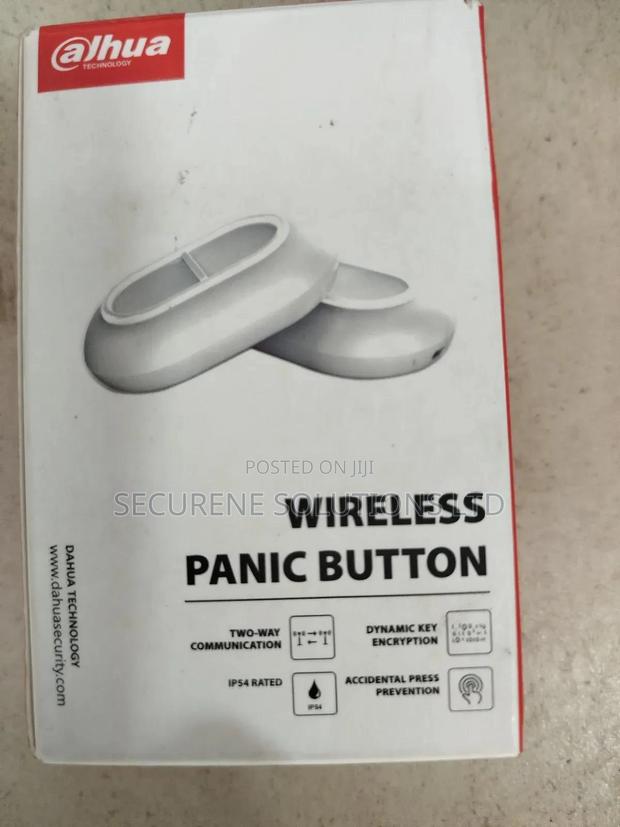 alhua
TECHNOLOGY
POSTED ON JIJI
SECURENE SOLUTIONS LTD
WIRELESS
PANIC BUTTON
TWO-WAY
COMMUNICATION
DYNAMIC KEY
ENCRYPTION
IP54 RATED
IP54
ACCIDENTAL PRESS
PREVENTION
DAHUA TECHNOLOGY
www.dahuasecurity.com